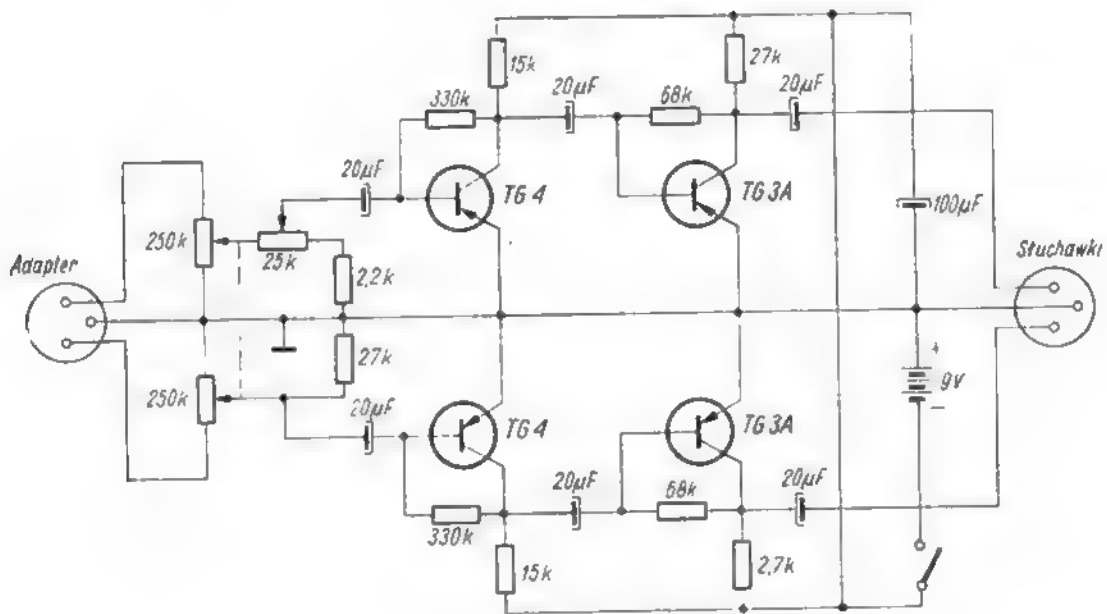 15k
27k
20µF
20µF
330k
68k
20µF
TG 4
TG 3A
100µF
250k
25k
Adapter
2,2k
Słuchawki
27k
+
9V
−
250k
20µF
TG 4
TG 3A
20µF
68k
20µF
330k
15k
2,7k